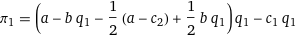 π₁ = (a − b q₁ − 1/2 (a − c₂) + 1/2 b q₁) q₁ − c₁ q₁